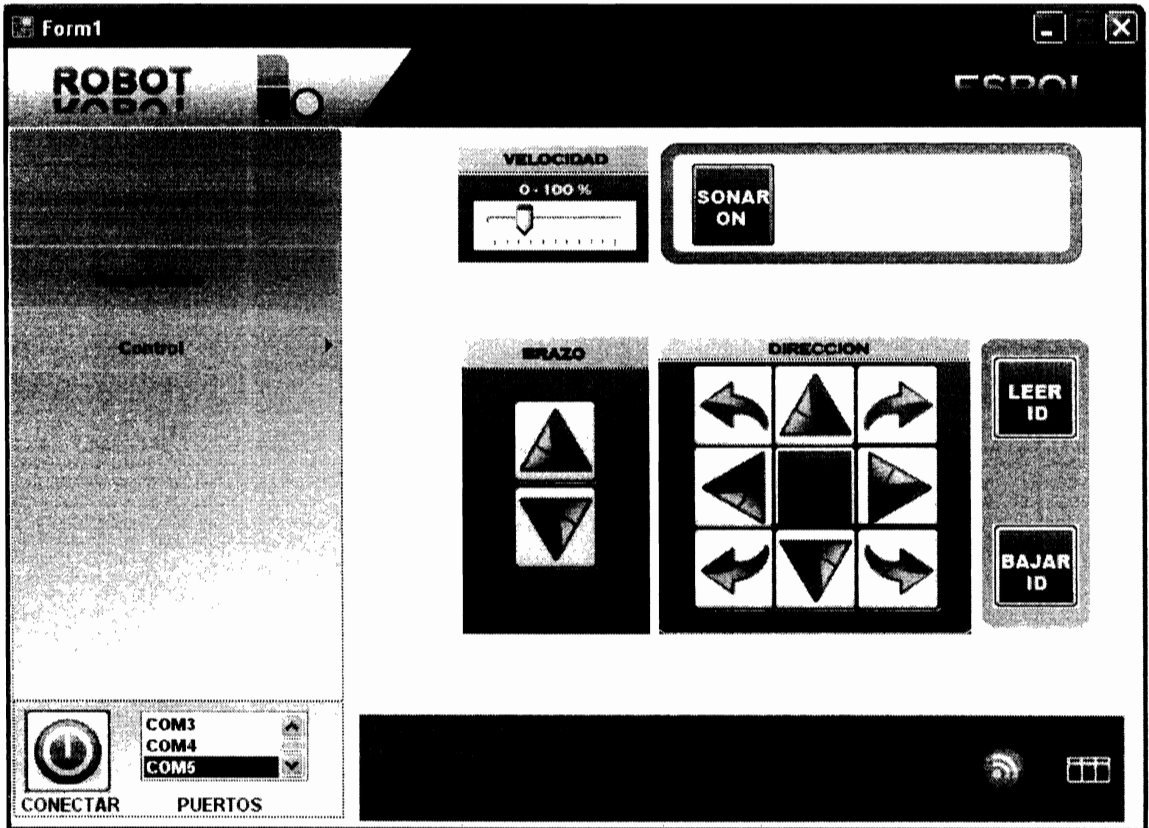 Form1
ROBOT
ESPOL
VELOCIDAD
0 - 100 %
SONAR
ON
Control
BRAZO
DIRECCION
LEER
ID
BAJAR
ID
COM3
COM4
COM5
CONECTAR
PUERTOS